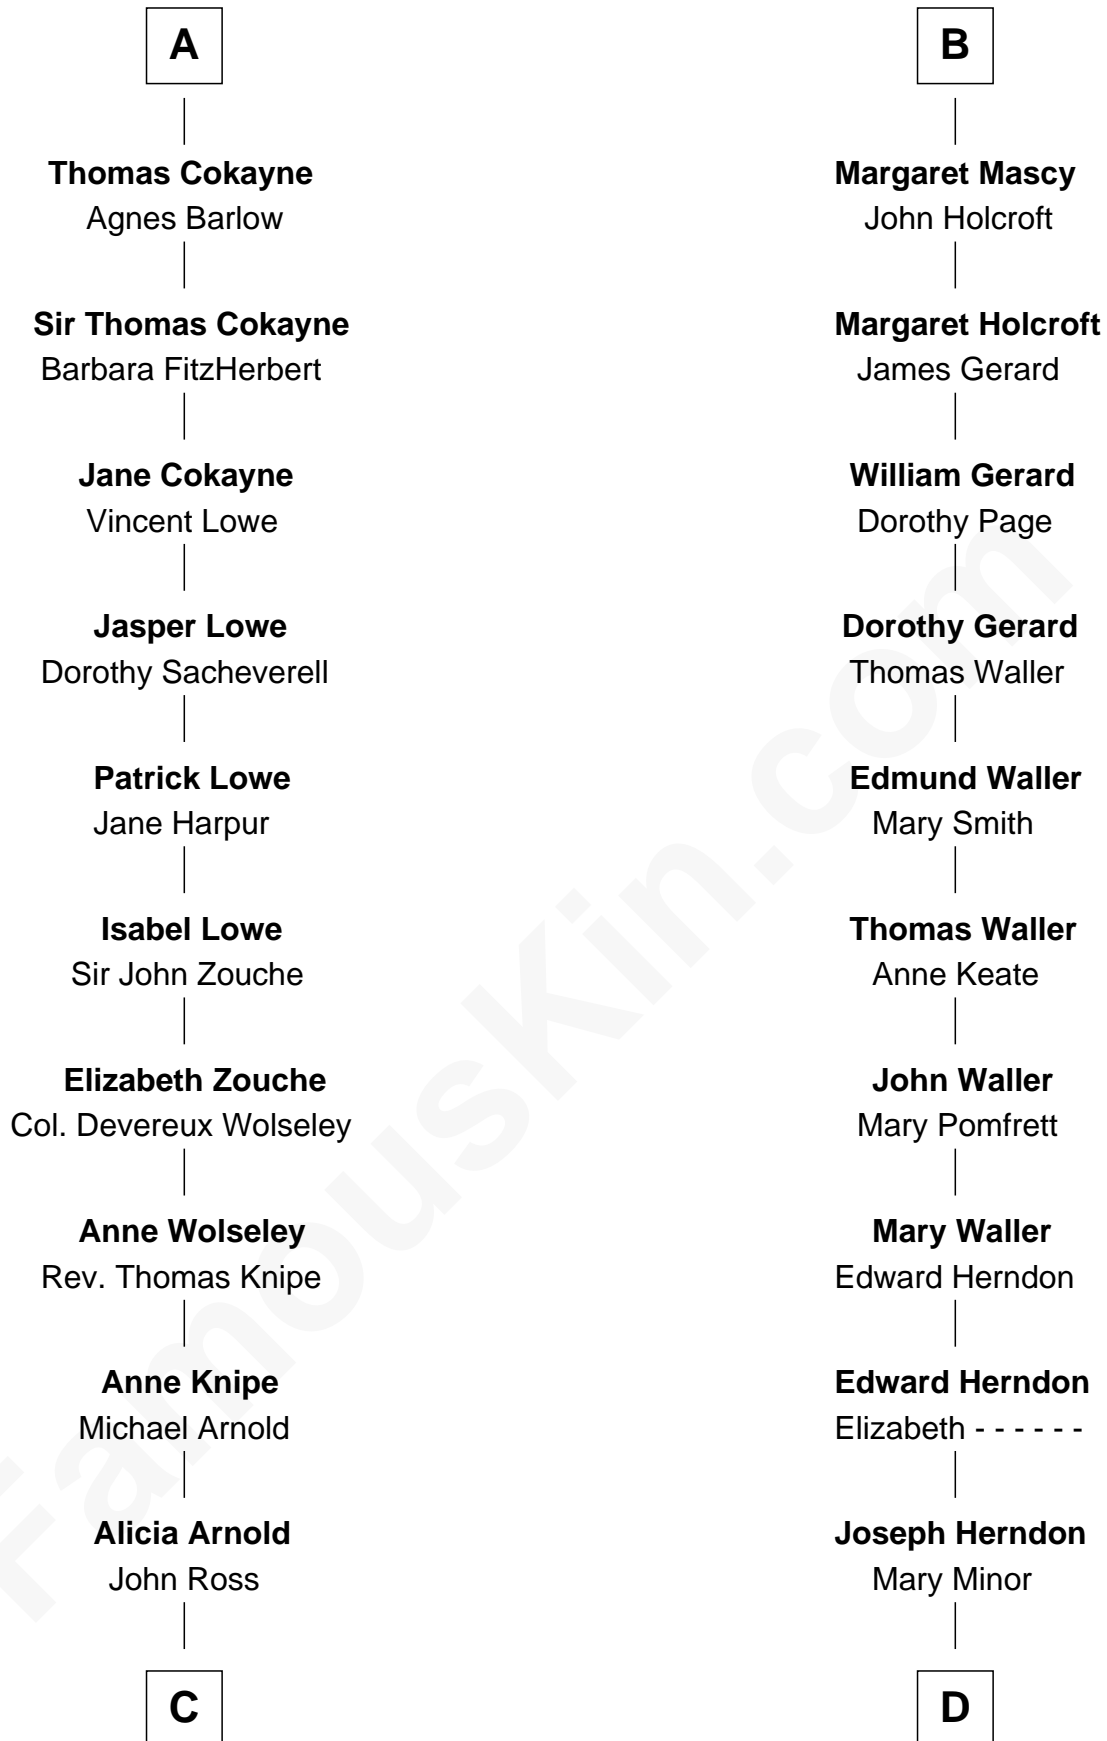 A
Thomas Cokayne
Agnes Barlow
Sir Thomas Cokayne
Barbara FitzHerbert
Jane Cokayne
Vincent Lowe
Jasper Lowe
Dorothy Sacheverell
Patrick Lowe
Jane Harpur
Isabel Lowe
Sir John Zouche
Elizabeth Zouche
Col. Devereux Wolseley
Anne Wolseley
Rev. Thomas Knipe
Anne Knipe
Michael Arnold
Alicia Arnold
John Ross
C
B
Margaret Mascy
John Holcroft
Margaret Holcroft
James Gerard
William Gerard
Dorothy Page
Dorothy Gerard
Thomas Waller
Edmund Waller
Mary Smith
Thomas Waller
Anne Keate
John Waller
Mary Pomfrett
Mary Waller
Edward Herndon
Edward Herndon
Elizabeth - - - - - -
Joseph Herndon
Mary Minor
D
FamousKin.com